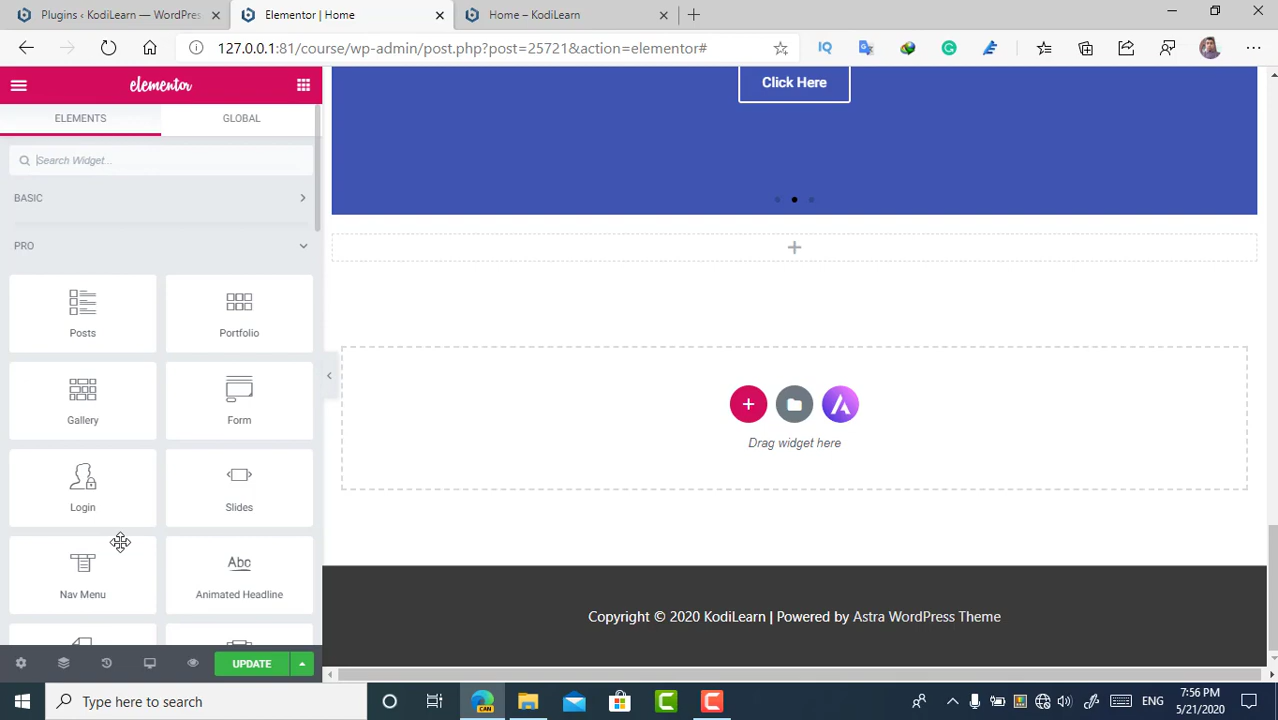 Plugins ‹ KodiLearn — WordPres
Elementor | Home
Home – KodiLearn
127.0.0.1:81/course/wp-admin/post.php?post=25721&action=elementor#
IQ
elementor
ELEMENTS
GLOBAL
Search Widget...
BASIC
PRO
Posts
Portfolio
Gallery
Form
Login
Slides
Nav Menu
Abc
Animated Headline
UPDATE
Click Here
Drag widget here
Copyright © 2020 KodiLearn | Powered by Astra WordPress Theme
Type here to search
CAN
ENG
7:56 PM
5/21/2020